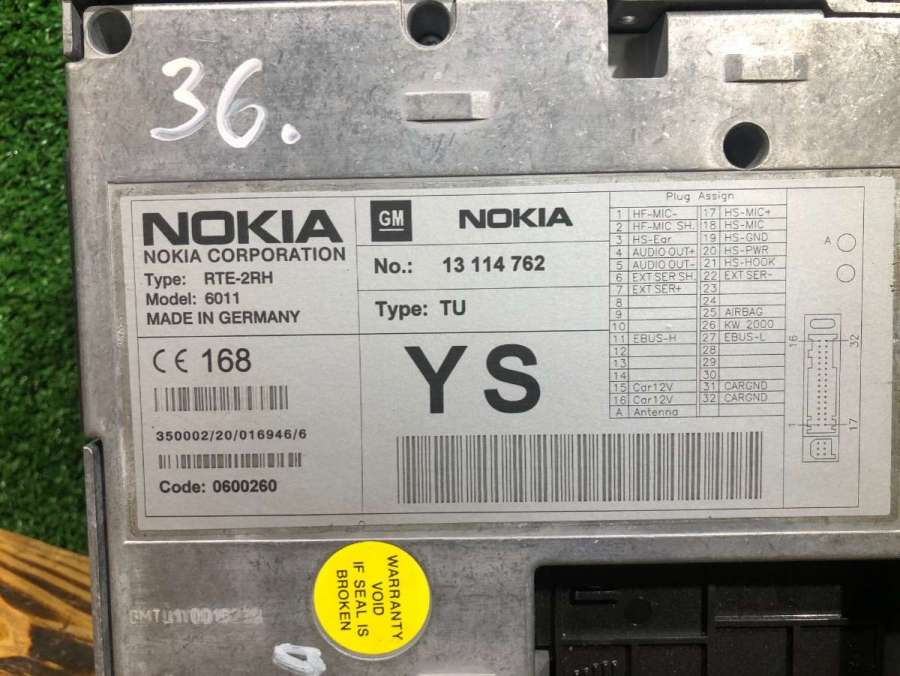 36.
NOKIA
NOKIA CORPORATION
Type: RTE-2RH
Model: 6011
MADE IN GERMANY
CE 168
350002/20/016946/6
Code: 0600260
GM NOKIA
No.: 13 114 762
Type: TU
YS
Plug Assign
1 HF-MIC- 17 HS-MIC+
2 HF-MIC SH. 18 HS-MIC
3 HS-Ear 19 HS-GND
4 AUDIO OUT+ 20 HS-PWR
5 AUDIO OUT- 21 HS-HOOK
6 EXT SER SH. 22 EXT SER-
7 EXT SER+ 23
8 24
9 25 AIRBAG
10 26 KW 2000
11 EBUS-H 27 EBUS-L
12 28
13 29
14 30
15 Car12V 31 CARGND
16 Car12V 32 CARGND
A Antenna
A
16 32
1 17
WARRANTY
VOID
IF SEAL IS
BROKEN